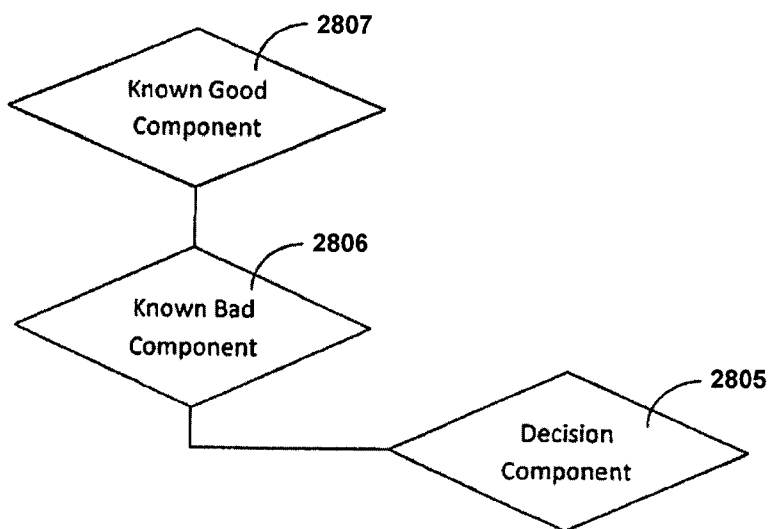 2807
Known Good
Component
2806
Known Bad
Component
2805
Decision
Component